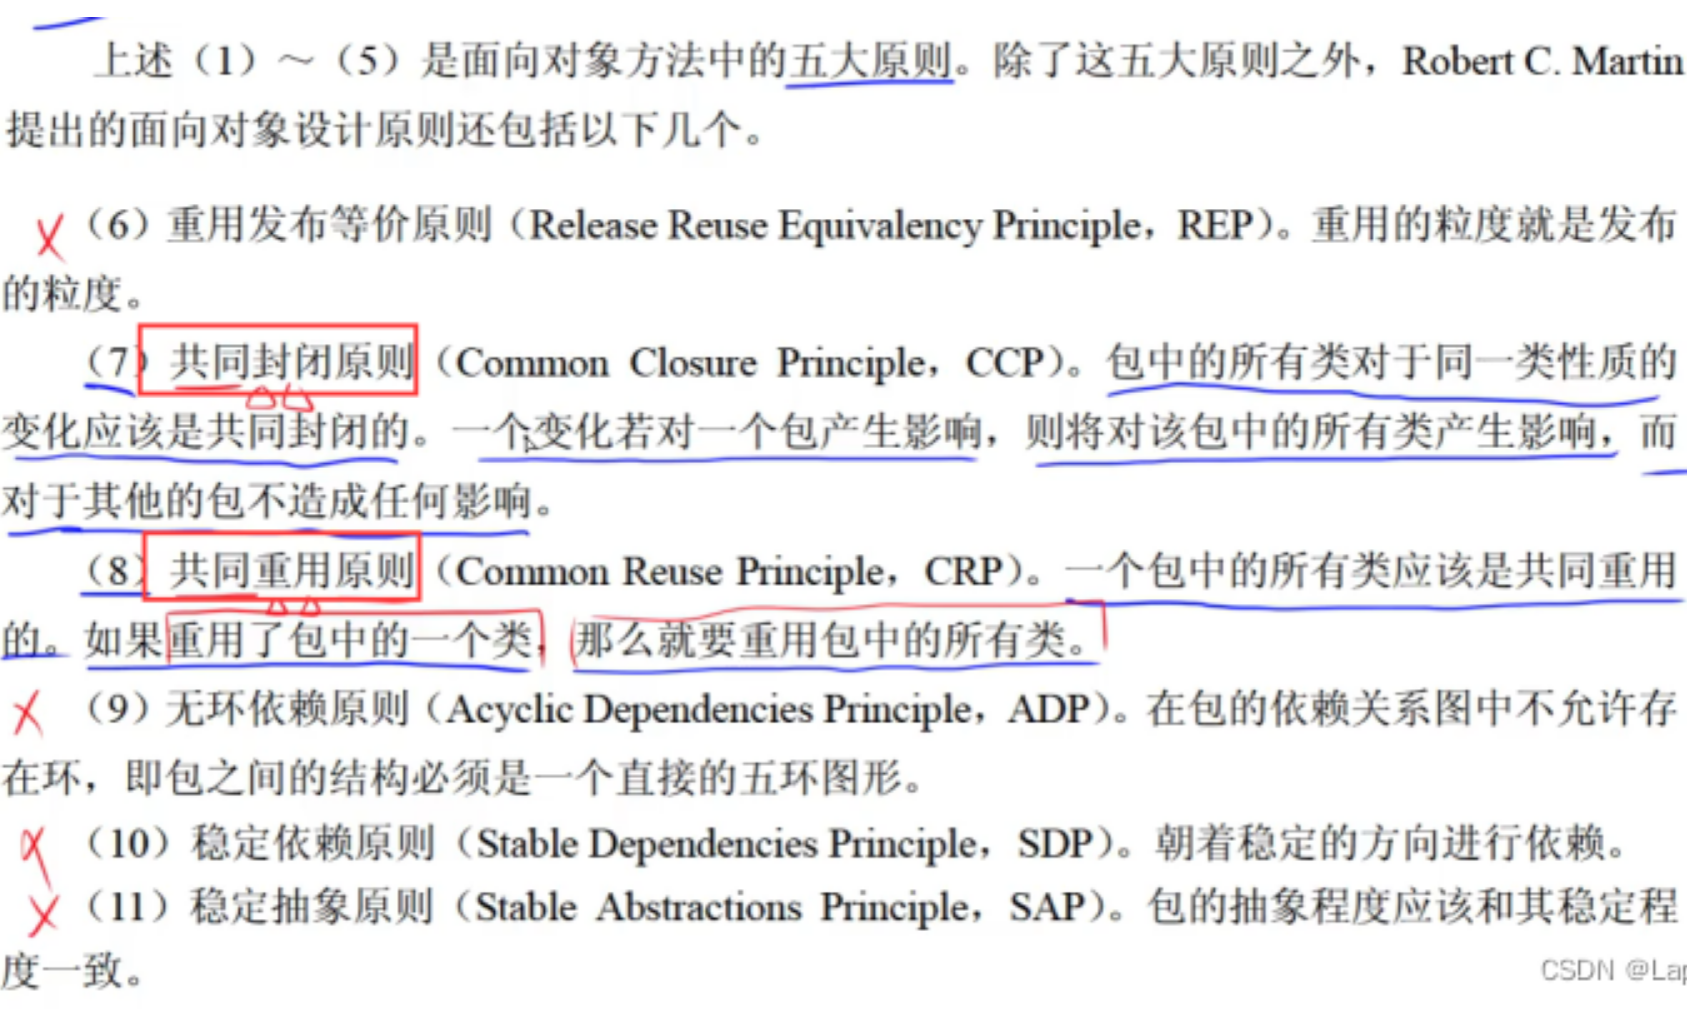 上述（1）～（5）是面向对象方法中的五大原则。除了这五大原则之外，Robert C. Martin
提出的面向对象设计原则还包括以下几个。
（6）重用发布等价原则（Release Reuse Equivalency Principle，REP）。重用的粒度就是发布
的粒度。
（7）共同封闭原则（Common Closure Principle，CCP）。包中的所有类对于同一类性质的
变化应该是共同封闭的。一个变化若对一个包产生影响，则将对该包中的所有类产生影响，而
对于其他的包不造成任何影响。
（8）共同重用原则（Common Reuse Principle，CRP）。一个包中的所有类应该是共同重用
的。如果重用了包中的一个类，那么就要重用包中的所有类。
（9）无环依赖原则（Acyclic Dependencies Principle，ADP）。在包的依赖关系图中不允许存
在环，即包之间的结构必须是一个直接的五环图形。
（10）稳定依赖原则（Stable Dependencies Principle，SDP）。朝着稳定的方向进行依赖。
（11）稳定抽象原则（Stable Abstractions Principle，SAP）。包的抽象程度应该和其稳定程
度一致。
CSDN @Lap